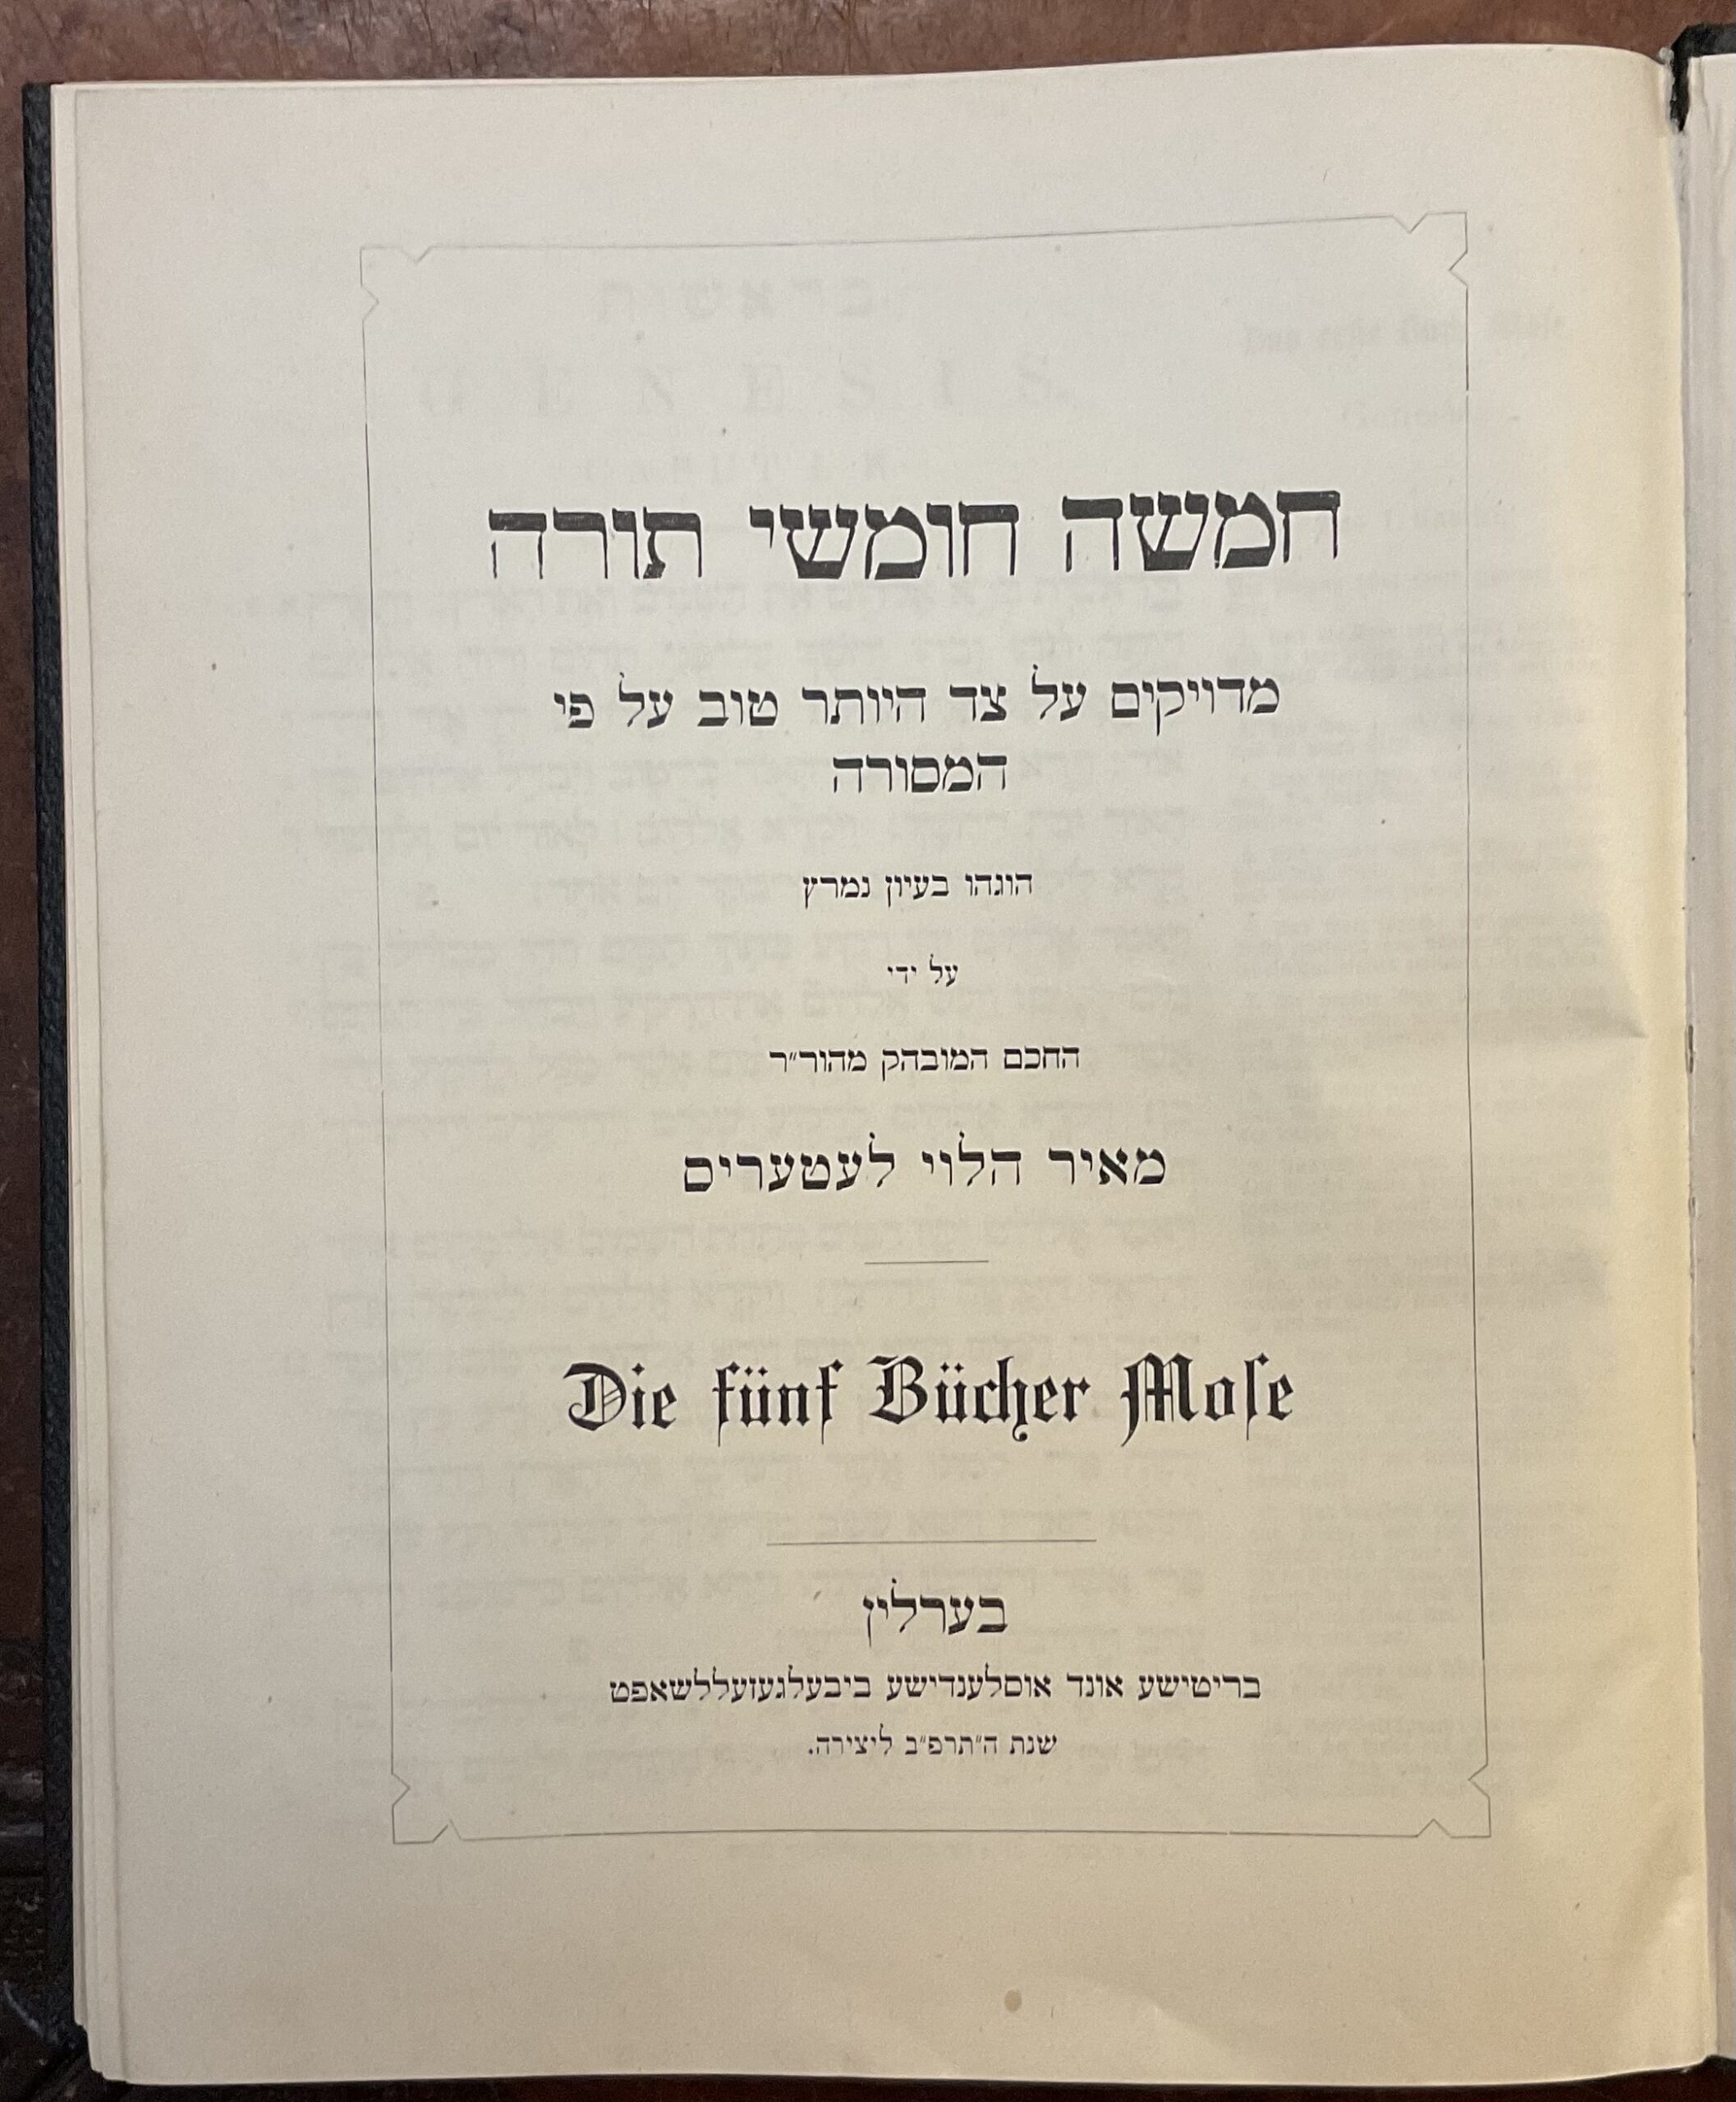 חמשה חומשי תורה
מדויקים על צד היותר טוב על פי
המסורה
הוגהו בעיון נמרץ
על ידי
החכם המובהק מהור״ר
מאיר הלוי לעטעריס
Die fünf Bücher Moſe
בערלין
בריטישע אונד אוסלענדישע ביבעלגעזעללשאפט
שנת ה״תרפ״ב ליצירה.